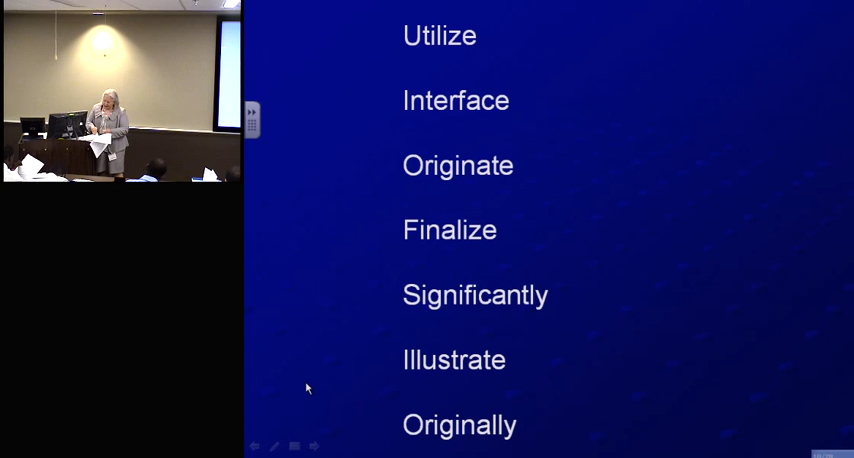 Utilize
Interface
Originate
Finalize
Significantly
Illustrate
Originally